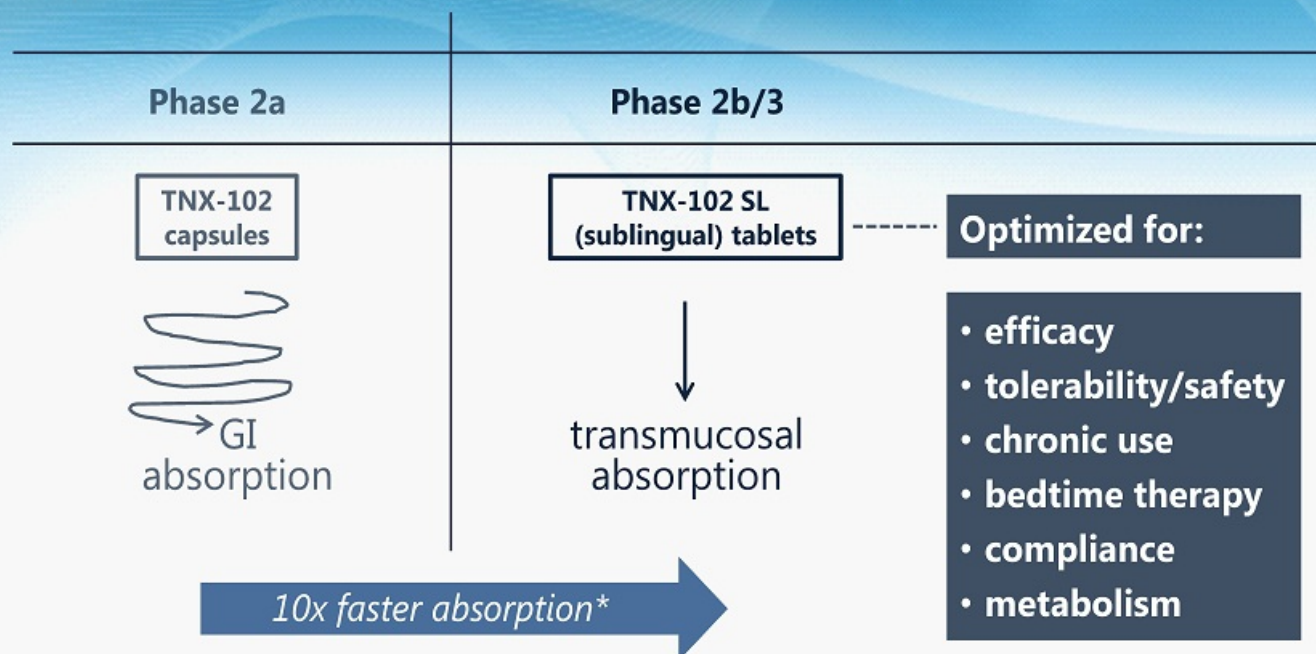 Phase 2a
Phase 2b/3
TNX-102
capsules
TNX-102 SL
(sublingual) tablets
Optimized for:
GI
absorption
transmucosal
absorption
• efficacy
• tolerability/safety
• chronic use
• bedtime therapy
• compliance
• metabolism
10x faster absorption*